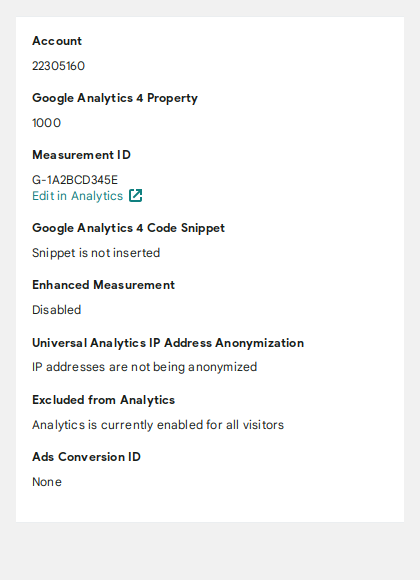 Account
22305160
Google Analytics 4 Property
1000
Measurement ID
G-1A2BCD345E
Edit in Analytics
Google Analytics 4 Code Snippet
Snippet is not inserted
Enhanced Measurement
Disabled
Universal Analytics IP Address Anonymization
IP addresses are not being anonymized
Excluded from Analytics
Analytics is currently enabled for all visitors
Ads Conversion ID
None